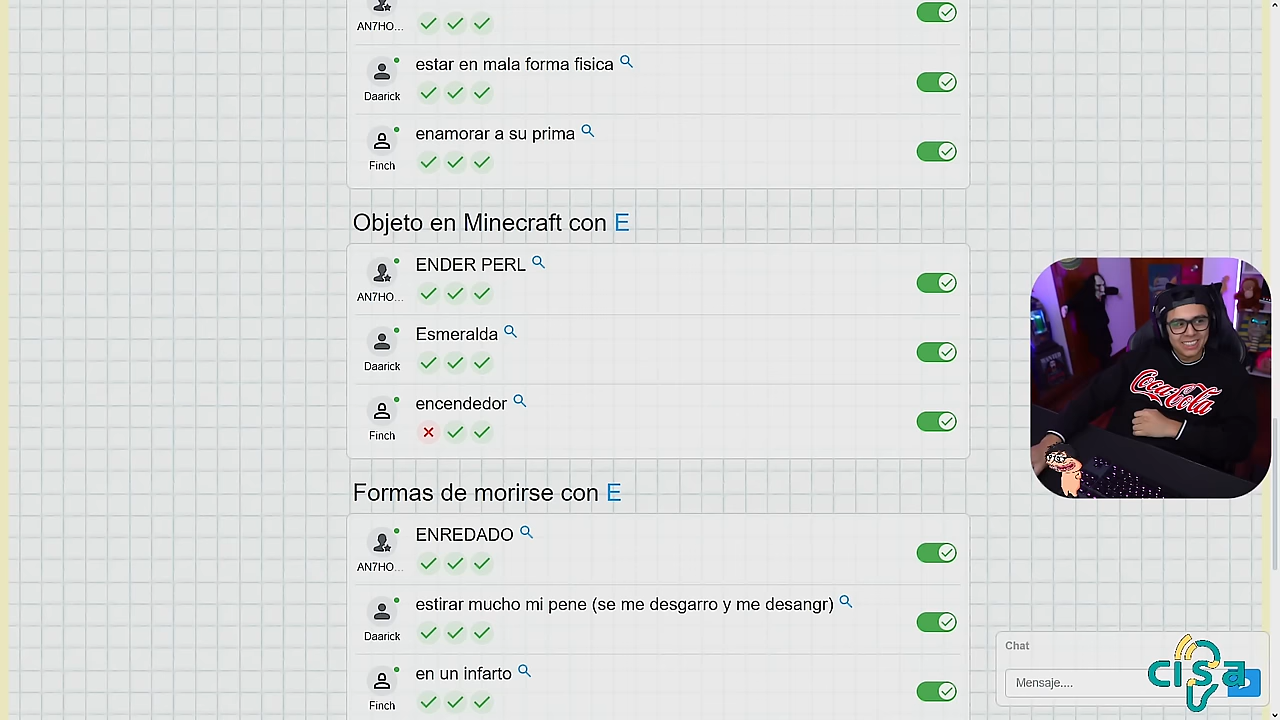 AN7HO...
estar en mala forma fisica
Daarick
enamorar a su prima
Finch
Objeto en Minecraft con E
ENDER PERL
AN7HO...
Esmeralda
Daarick
encendedor
Finch
Formas de morirse con E
ENREDADO
AN7HO...
estirar mucho mi pene (se me desgarro y me desangr)
Daarick
en un infarto
Finch
Coca-Cola
Chat
Mensaje....
cisa